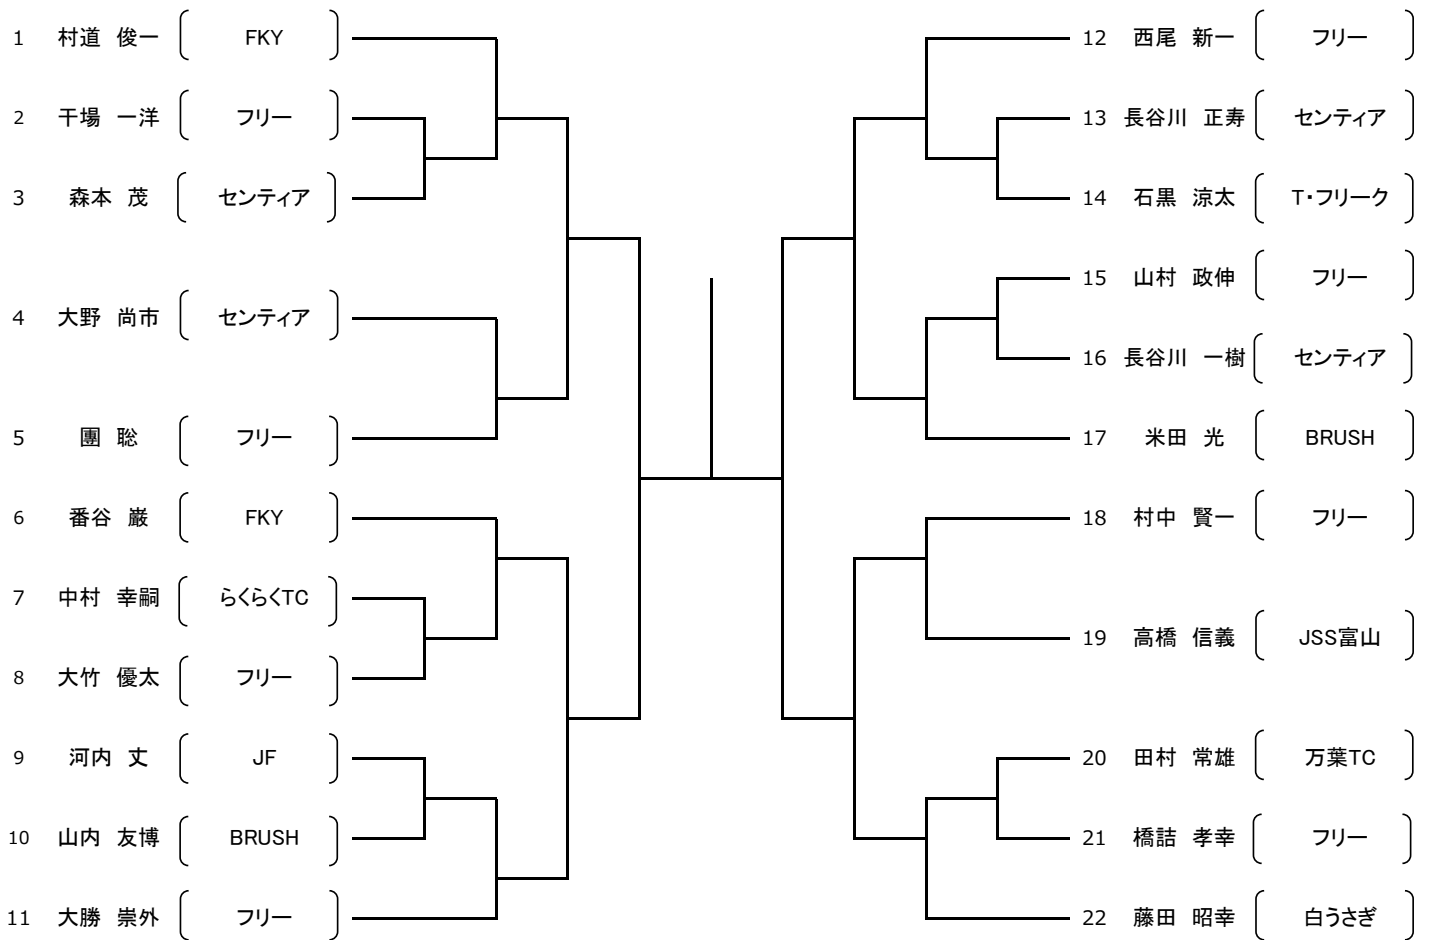 1 村道 俊一 FKY
2 干場 一洋 フリー
3 森本 茂 センティア
4 大野 尚市 センティア
5 團 聡 フリー
6 番谷 巌 FKY
7 中村 幸嗣 らくらくTC
8 大竹 優太 フリー
9 河内 丈 JF
10 山内 友博 BRUSH
11 大勝 崇外 フリー
12 西尾 新一 フリー
13 長谷川 正寿 センティア
14 石黒 涼太 T・フリーク
15 山村 政伸 フリー
16 長谷川 一樹 センティア
17 米田 光 BRUSH
18 村中 賢一 フリー
19 高橋 信義 JSS富山
20 田村 常雄 万葉TC
21 橋詰 孝幸 フリー
22 藤田 昭幸 白うさぎ